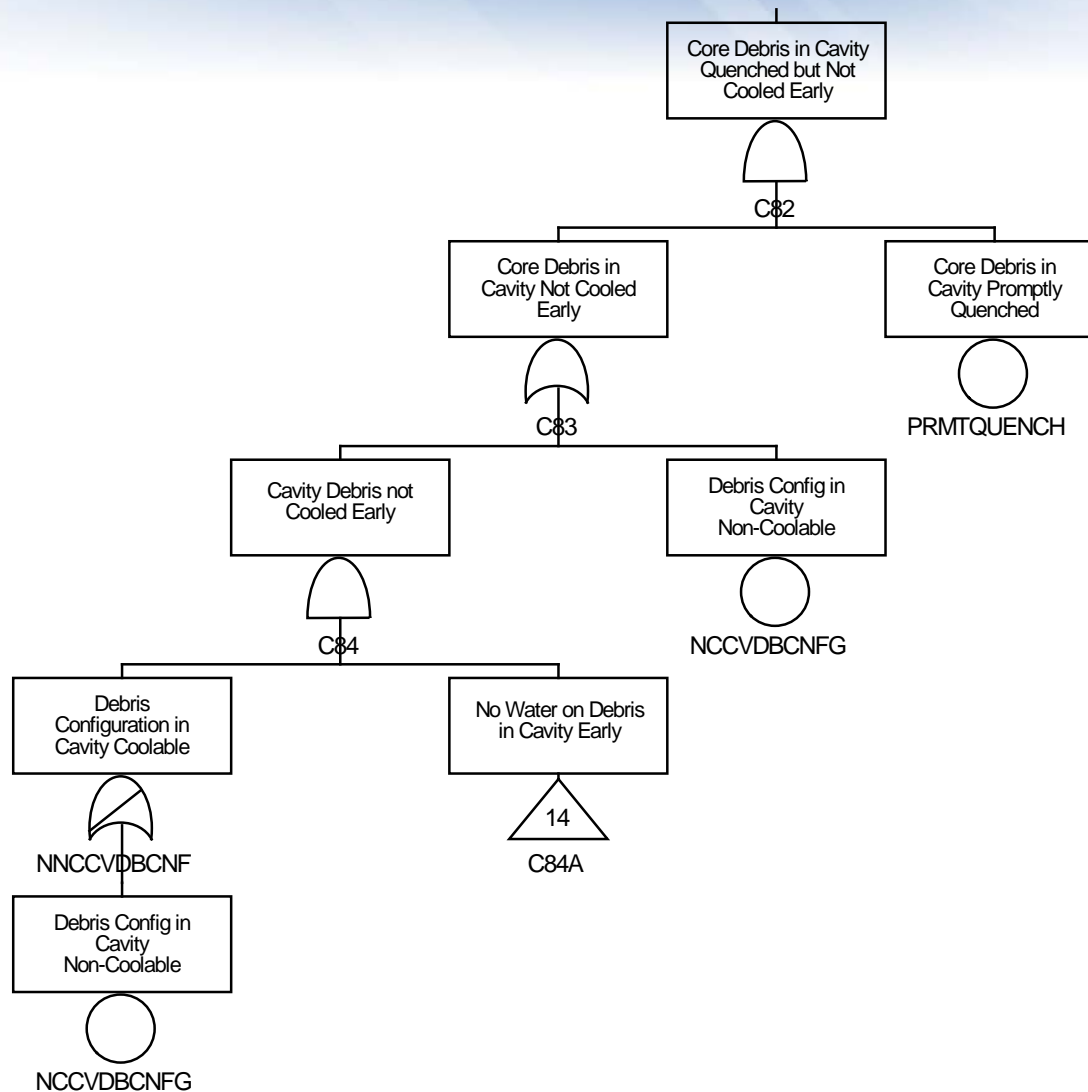 Core Debris in Cavity
Quenched but Not
Cooled Early
C82
Core Debris in
Cavity Not Cooled
Early
Core Debris in
Cavity Promptly
Quenched
C83
PRMTQUENCH
Cavity Debris not
Cooled Early
Debris Config in
Cavity
Non-Coolable
C84
NCCVDBCNFG
Debris
Configuration in
Cavity Coolable
No Water on Debris
in Cavity Early
14
NNCCVDBCNF
C84A
Debris Config in
Cavity
Non-Coolable
NCCVDBCNFG